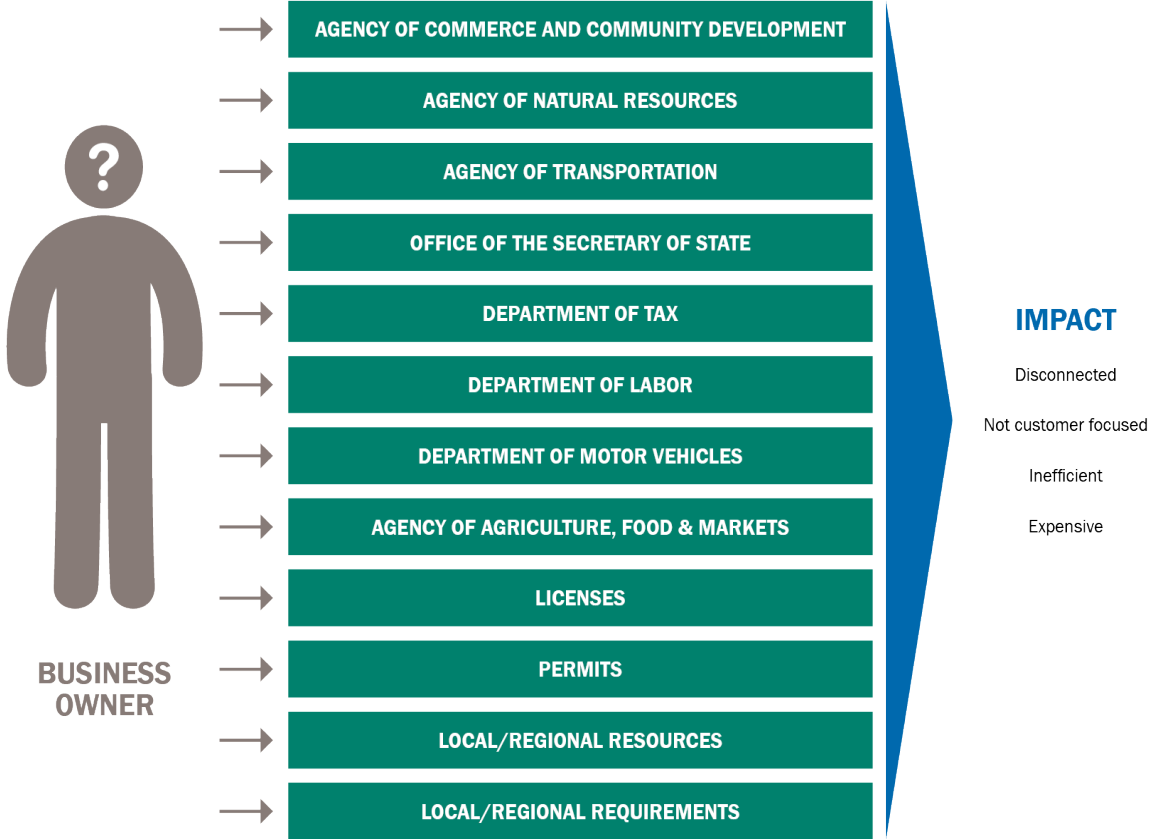 AGENCY OF COMMERCE AND COMMUNITY DEVELOPMENT
AGENCY OF NATURAL RESOURCES
?
AGENCY OF TRANSPORTATION
OFFICE OF THE SECRETARY OF STATE
DEPARTMENT OF TAX
DEPARTMENT OF LABOR
DEPARTMENT OF MOTOR VEHICLES
AGENCY OF AGRICULTURE, FOOD & MARKETS
LICENSES
PERMITS
LOCAL/REGIONAL RESOURCES
LOCAL/REGIONAL REQUIREMENTS
BUSINESS
OWNER
IMPACT
Disconnected
Not customer focused
Inefficient
Expensive